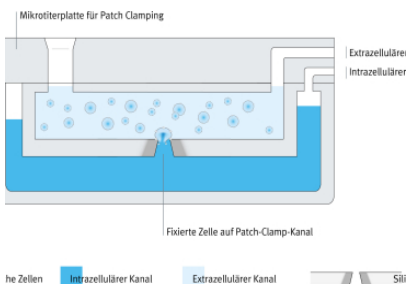 Mikrotiterplatte für Patch Clamping
Extrazellulärer
Intrazellulärer
Fixierte Zelle auf Patch-Clamp-Kanal
he Zellen
Intrazellulärer Kanal
Extrazellulärer Kanal
Sili